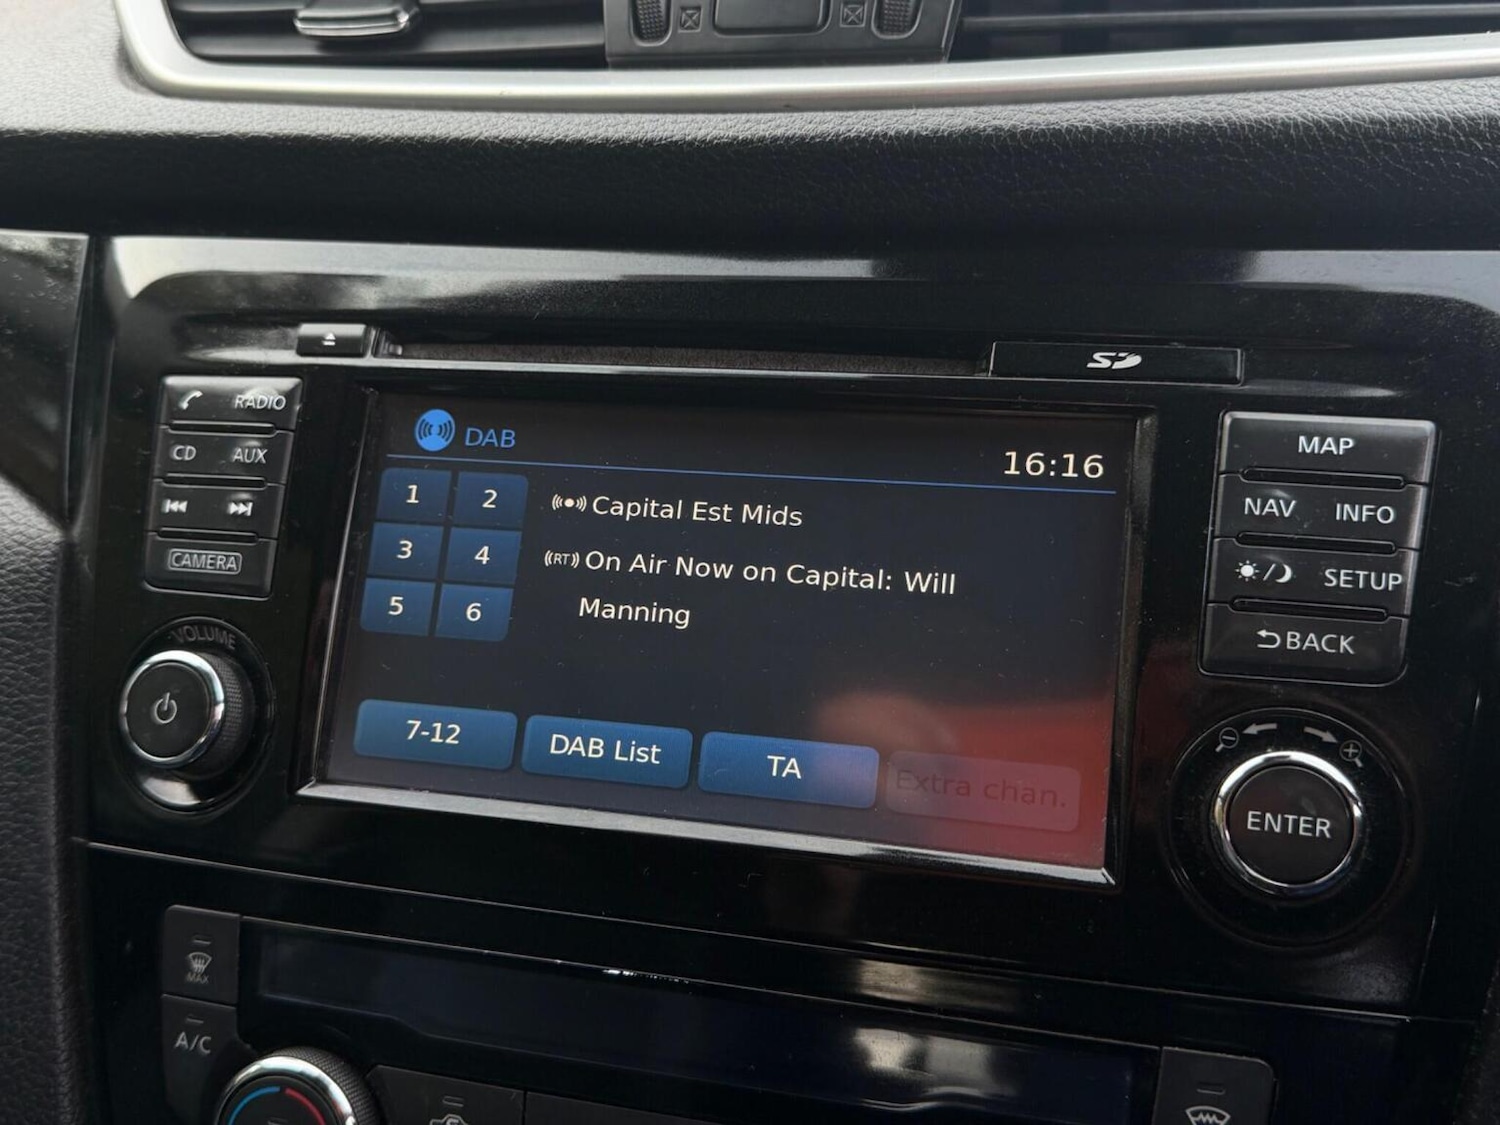 SD
RADIO
CD AUX
CAMERA
VOLUME
DAB
16:16
1 2
3 4
5 6
Capital Est Mids
((RT)) On Air Now on Capital: Will
Manning
7-12 DAB List TA Extra chan.
MAP
NAV INFO
SETUP
BACK
ENTER
MAX
A/C